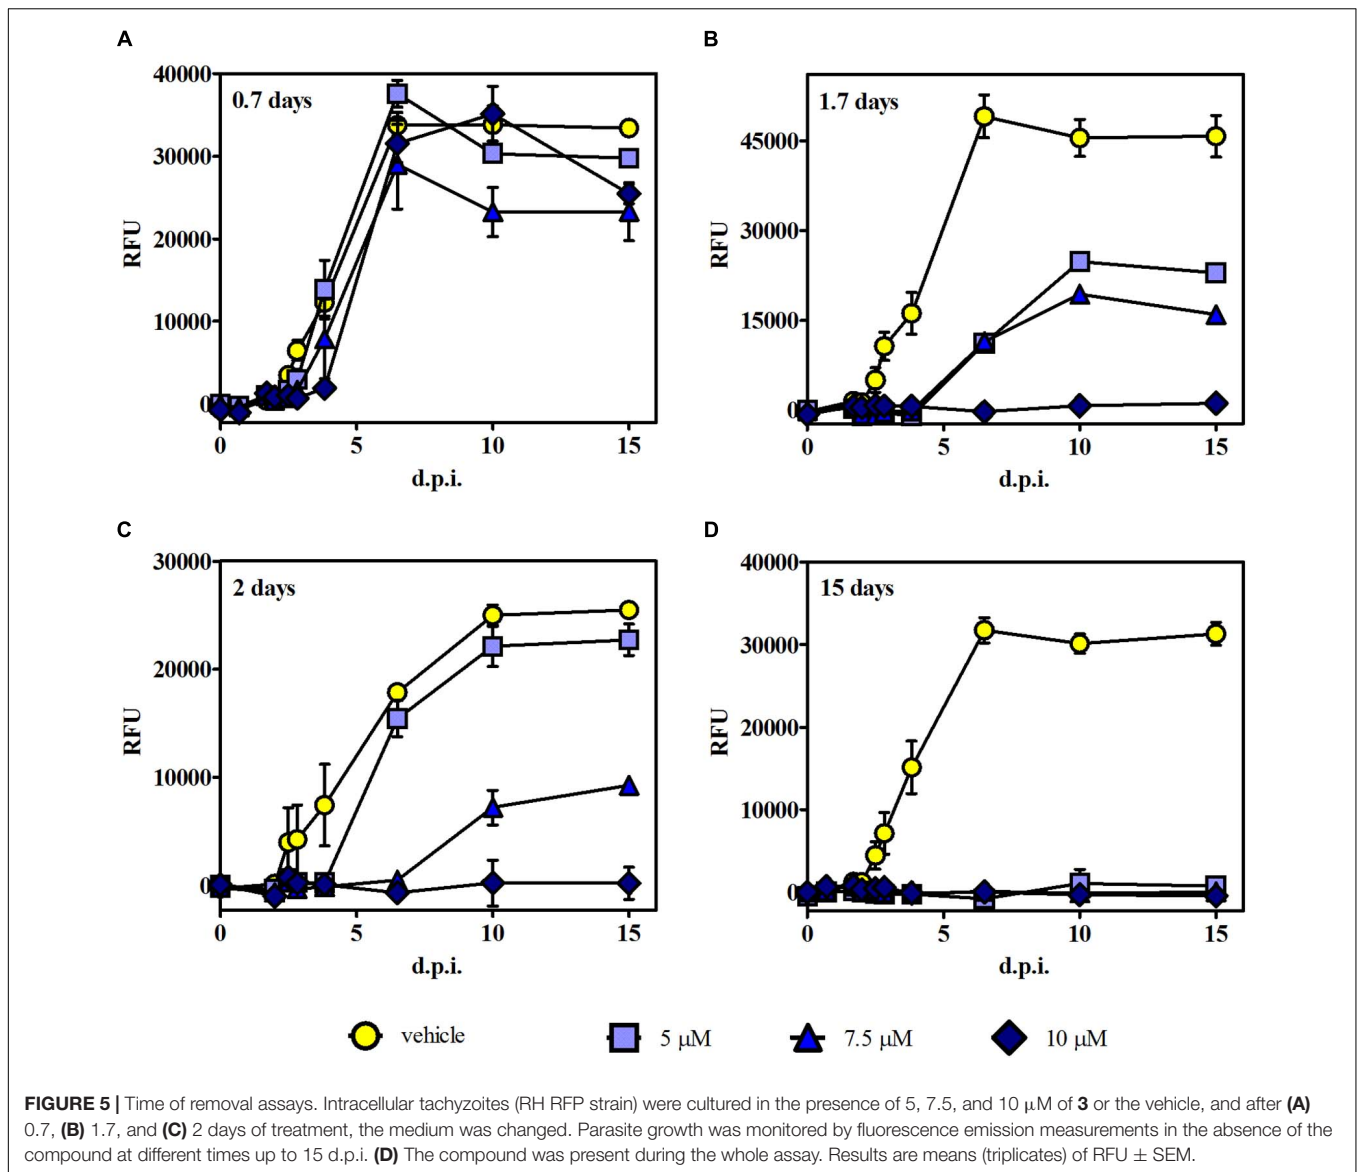 A
B
40000
30000
20000
10000
0
RFU
0.7 days
0 5 10 15
d.p.i.
45000
30000
15000
0
RFU
1.7 days
0 5 10 15
d.p.i.
C
D
30000
20000
10000
0
RFU
2 days
0 5 10 15
d.p.i.
40000
30000
20000
10000
0
RFU
15 days
0 5 10 15
d.p.i.
vehicle 5 μM 7.5 μM 10 μM
FIGURE 5 | Time of removal assays. Intracellular tachyzoites (RH RFP strain) were cultured in the presence of 5, 7.5, and 10 μM of 3 or the vehicle, and after (A)
0.7, (B) 1.7, and (C) 2 days of treatment, the medium was changed. Parasite growth was monitored by fluorescence emission measurements in the absence of the
compound at different times up to 15 d.p.i. (D) The compound was present during the whole assay. Results are means (triplicates) of RFU ± SEM.